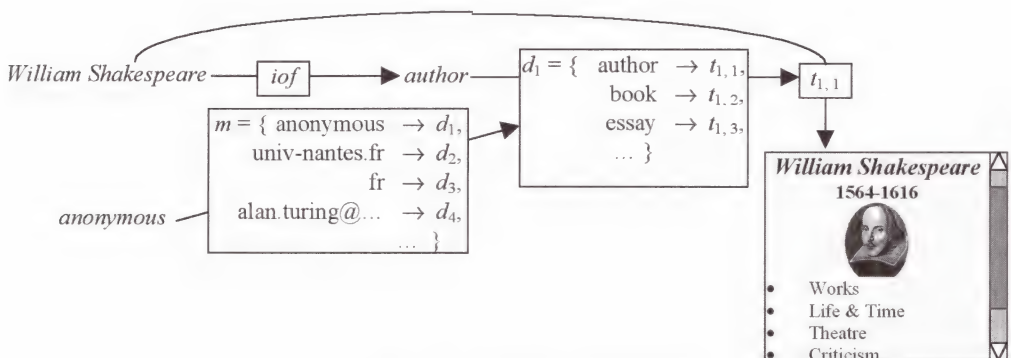 William Shakespeare
iof
author
d₁ = { author → t₁,₁,
book → t₁,₂,
essay → t₁,₃,
... }
t₁,₁
m = { anonymous → d₁,
univ-nantes.fr → d₂,
fr → d₃,
alan.turing@... → d₄,
... }
anonymous
William Shakespeare
1564-1616
• Works
• Life & Time
• Theatre
• Criticism